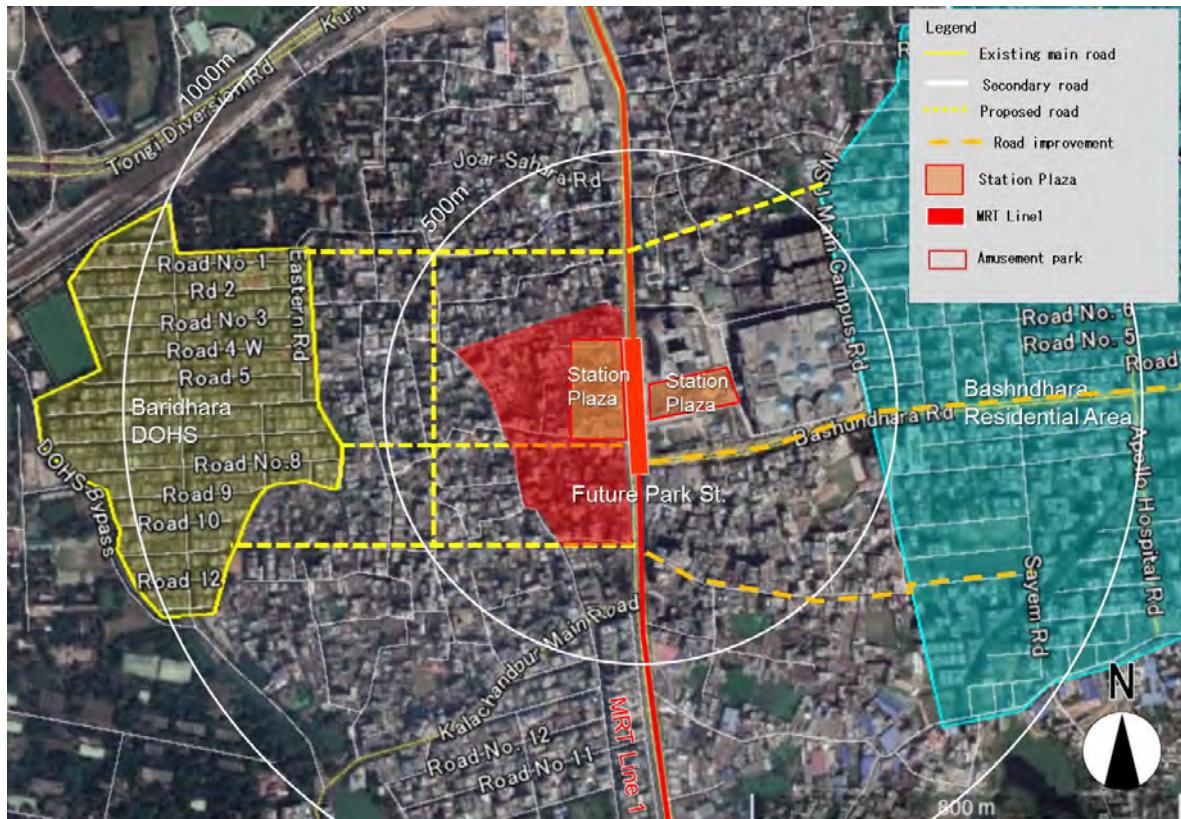 Legend
Existing main road
Secondary road
Proposed road
Road improvement
Station Plaza
MRT Line1
Amusement park
Tongi Diversion Rd
1000m
500m
Joar Sahara Rd
NSU Main Campus Rd
Road No 1
Rd 2
Road No 3
Road 4 W
Road 5
Eastern Rd
Baridhara
DOHS
Road No.8
Road 9
Road 10
Road 12
DOHS Bypass
Station
Plaza
Station
Plaza
Future Park St.
Bashundhara Rd
Road No. 6
Road No. 5
Road
Bashndhara
Residential Area
Apollo Hospital Rd
Sayem Rd
Kalachandpur Main Road
Road No. 12
Road No 11
MRT Line 1
N
800 m